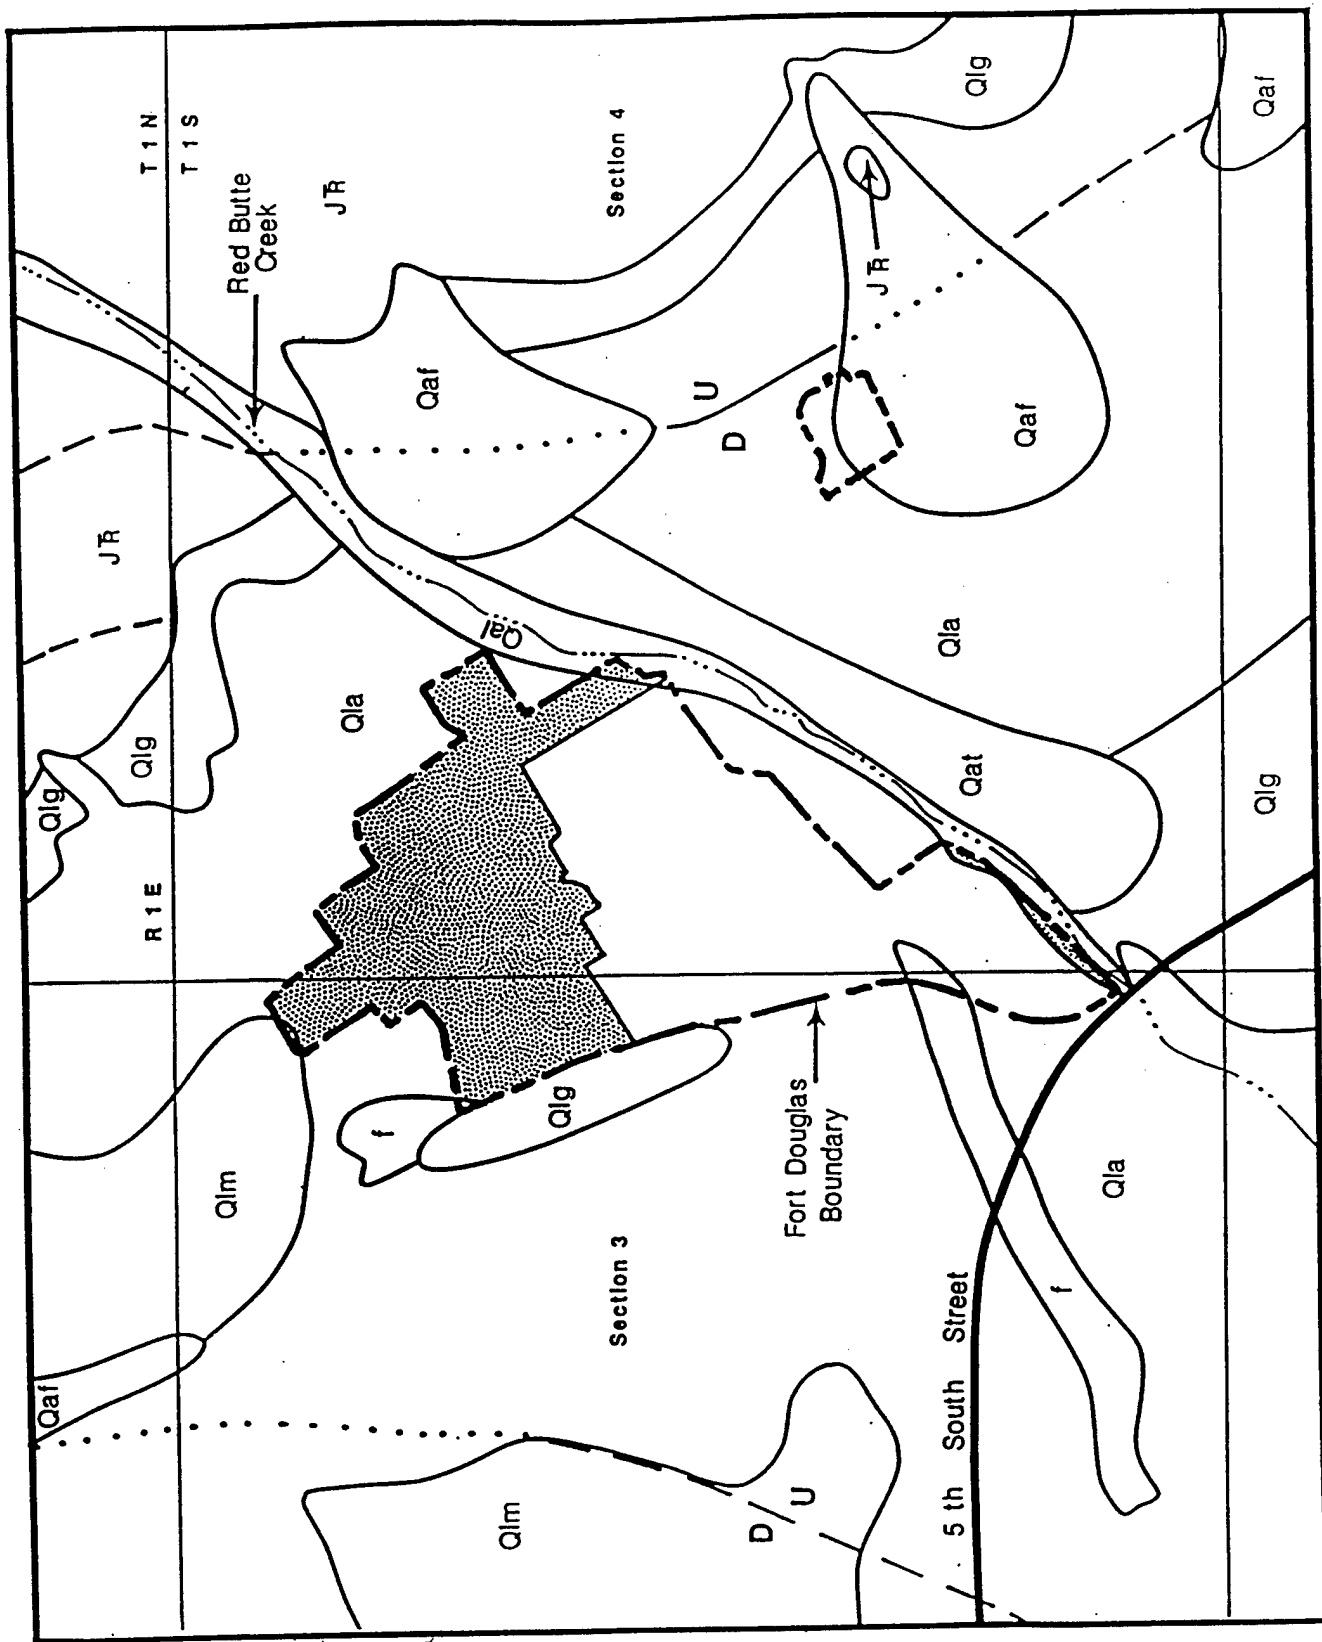 T 1 N
T 1 S
Red Butte
Creek
JTR
Section 4
Qlg
Qaf
JTR
Qaf
U
D
Qaf
JTR
Qal
Qla
Qla
Qlg
Qlg
Qat
Qlg
R 1 E
Qlm
f
Qlg
Fort Douglas
Boundary
Qla
Section 3
f
5 th South Street
Qaf
Qlm
D
U